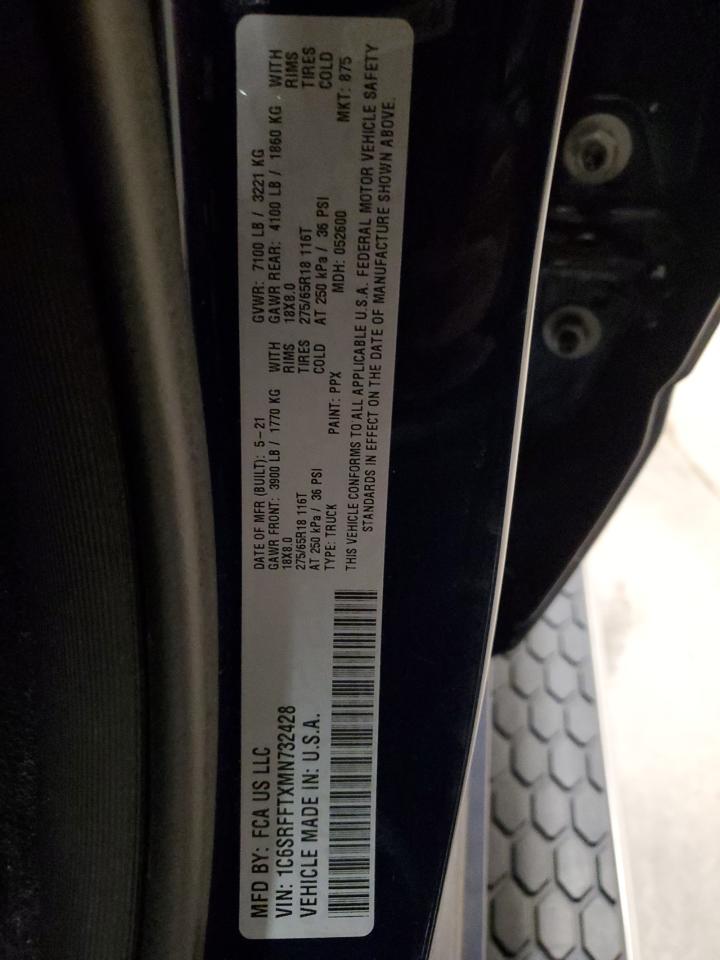 MFD BY: FCA US LLC
VIN: 1C6SRFFTXMN732428
VEHICLE MADE IN: U.S.A.
DATE OF MFR (BUILT): 5-21
GAWR FRONT: 3900 LB / 1770 KG WITH
18X8.0 RIMS
275/65R18 116T TIRES
AT 250 kPa / 36 PSI COLD
TYPE: TRUCK
GVWR: 7100 LB / 3221 KG
GAWR REAR: 4100 LB / 1860 KG WITH
18X8.0 RIMS
275/65R18 116T TIRES
AT 250 kPa / 36 PSI COLD
PAINT: PPX MDH: 052600 MKT: 875
THIS VEHICLE CONFORMS TO ALL APPLICABLE U.S.A. FEDERAL MOTOR VEHICLE SAFETY
STANDARDS IN EFFECT ON THE DATE OF MANUFACTURE SHOWN ABOVE.